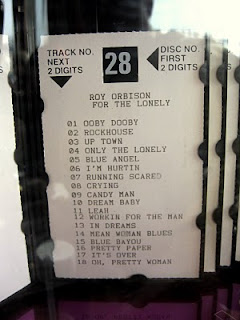 TRACK NO. DISC NO.
NEXT 28 FIRST
2 DIGITS 2 DIGITS
ROY ORBISON
FOR THE LONELY
01 OOBY DOOBY
02 ROCKHOUSE
03 UP TOWN
04 ONLY THE LONELY
05 BLUE ANGEL
06 I'M HURTIN
07 RUNNING SCARED
08 CRYING
09 CANDY MAN
10 DREAM BABY
11 LEAH
12 WORKIN FOR THE MAN
13 IN DREAMS
14 MEAN WOMAN BLUES
15 BLUE BAYOU
16 PRETTY PAPER
17 IT'S OVER
18 OH, PRETTY WOMAN